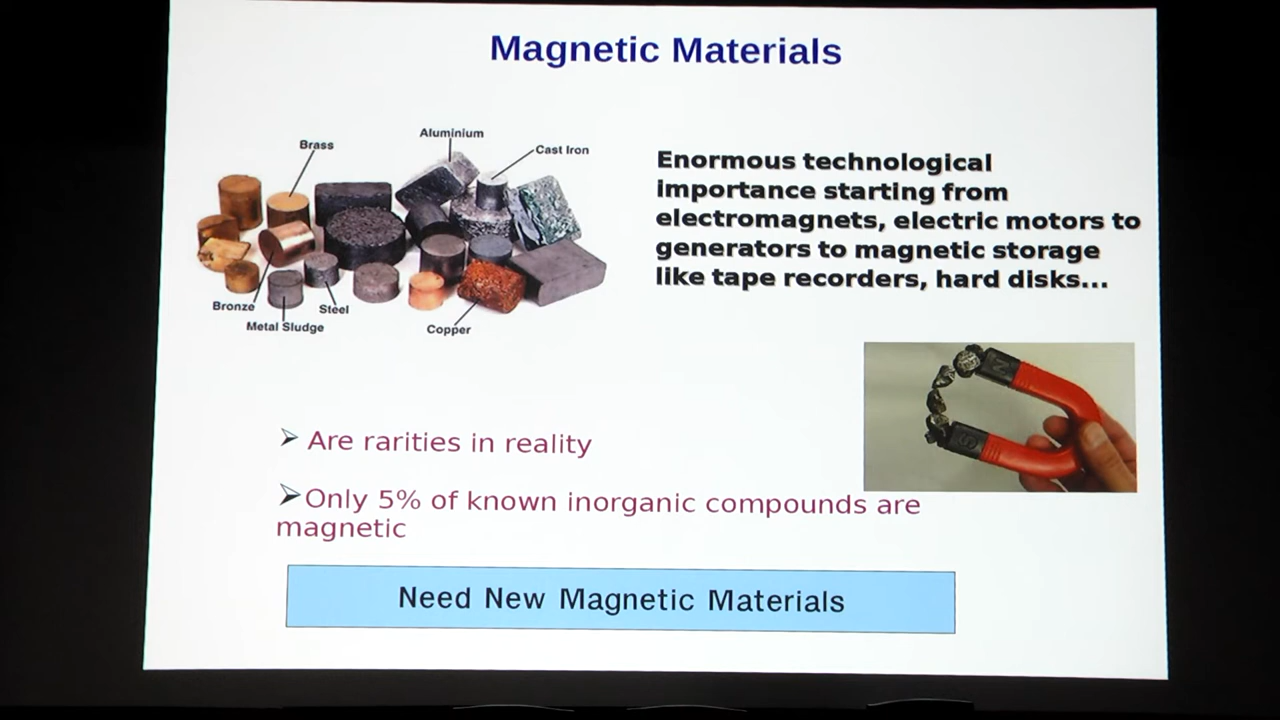 Magnetic Materials
Aluminium
Brass
Cast Iron
Bronze
Steel
Metal Sludge
Copper
Enormous technological
importance starting from
electromagnets, electric motors to
generators to magnetic storage
like tape recorders, hard disks...
N
S
➢ Are rarities in reality
➢Only 5% of known inorganic compounds are
magnetic
Need New Magnetic Materials